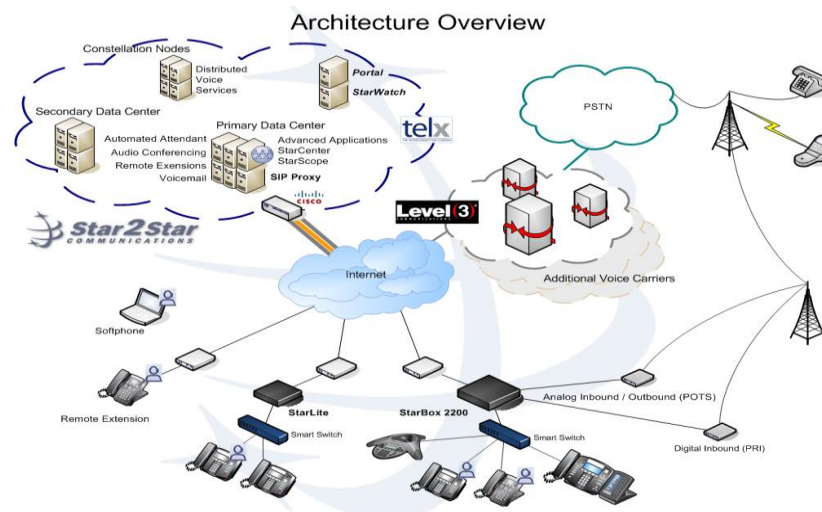 Architecture Overview
Constellation Nodes
Distributed
Voice
Services
Portal
StarWatch
Secondary Data Center
Primary Data Center
Automated Attendant
Audio Conferencing
Remote Exensions
Voicemail
Advanced Applications
StarCenter
StarScope
SIP Proxy
telx
CISCO
Level (3)
COMMUNICATIONS
PSTN
Star2Star
COMMUNICATIONS
Internet
Additional Voice Carriers
Softphone
Remote Extension
StarLite
Smart Switch
StarBox 2200
Smart Switch
Analog Inbound / Outbound (POTS)
Digital Inbound (PRI)